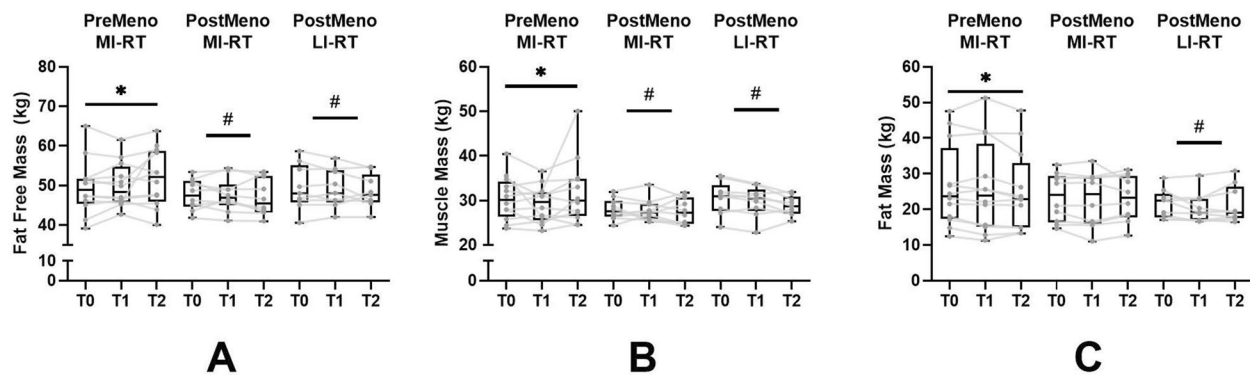 PreMeno PostMeno PostMeno
MI-RT MI-RT LI-RT
Fat Free Mass (kg)
80
70
60
50
40
10
0
*
#
#
T0 T1 T2 T0 T1 T2 T0 T1 T2
A
PreMeno PostMeno PostMeno
MI-RT MI-RT LI-RT
Muscle Mass (kg)
60
50
40
30
20
0
*
#
#
T0 T1 T2 T0 T1 T2 T0 T1 T2
B
PreMeno PostMeno PostMeno
MI-RT MI-RT LI-RT
Fat Mass (kg)
60
50
40
30
20
10
0
*
#
T0 T1 T2 T0 T1 T2 T0 T1 T2
C